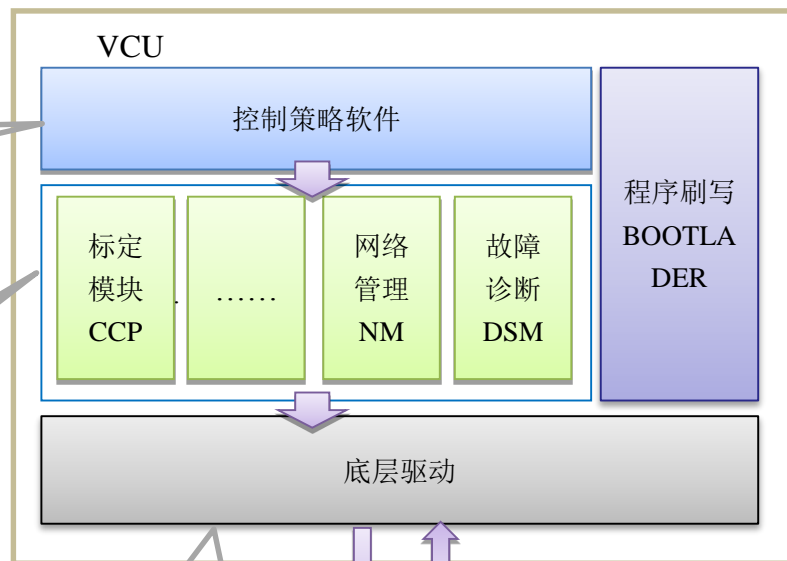 VCU
控制策略软件
程序刷写
BOOTLA
DER
标定
模块
CCP
.
……
网络
管理
NM
故障
诊断
DSM
底层驱动